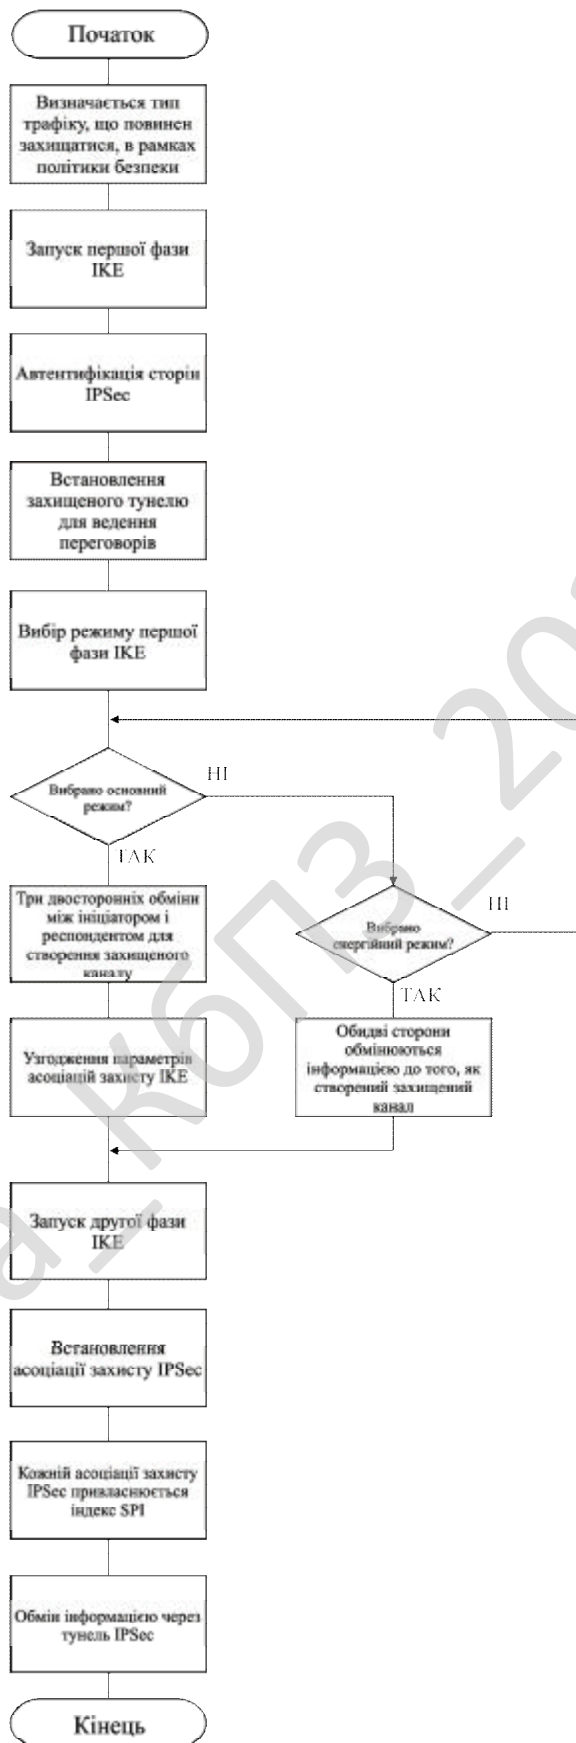 Початок
Визначається тип
трафіку, що повинен
захищатися, в рамках
політики безпеки
Запуск першої фази
IKE
Автентифікація сторін
IPSec
Встановлення
захищеного тунелю
для ведення
переговорів
Вибір режиму першої
фази IKE
Вибрано основний
режим?
НІ
ТАК
Три двосторонніх обміни
між ініціатором і
респондентом для
створення захищеного
каналу
Вибрано
енергійний режим?
НІ
ТАК
Узгодження параметрів
асоціацій захисту IKE
Обидві сторони
обмінюються
інформацією до того, як
створений захищений
канал
Запуск другої фази
IKE
Встановлення
асоціації захисту IPSec
Кожній асоціації захисту
IPSec привласнюється
індекс SPI
Обмін інформацією через
тунель IPSec
Кінець
а_КбПЗ_20